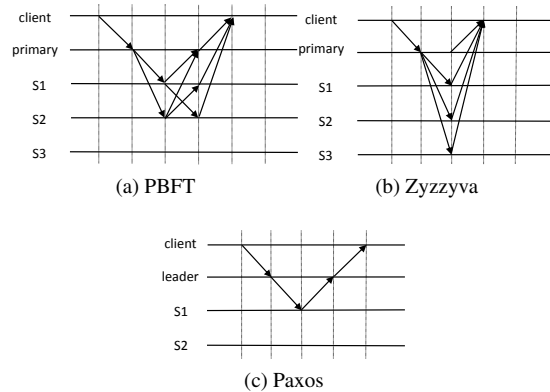 client
primary
S1
S2
S3
(a) PBFT
client
primary
S1
S2
S3
(b) Zyzzyva
client
leader
S1
S2
(c) Paxos